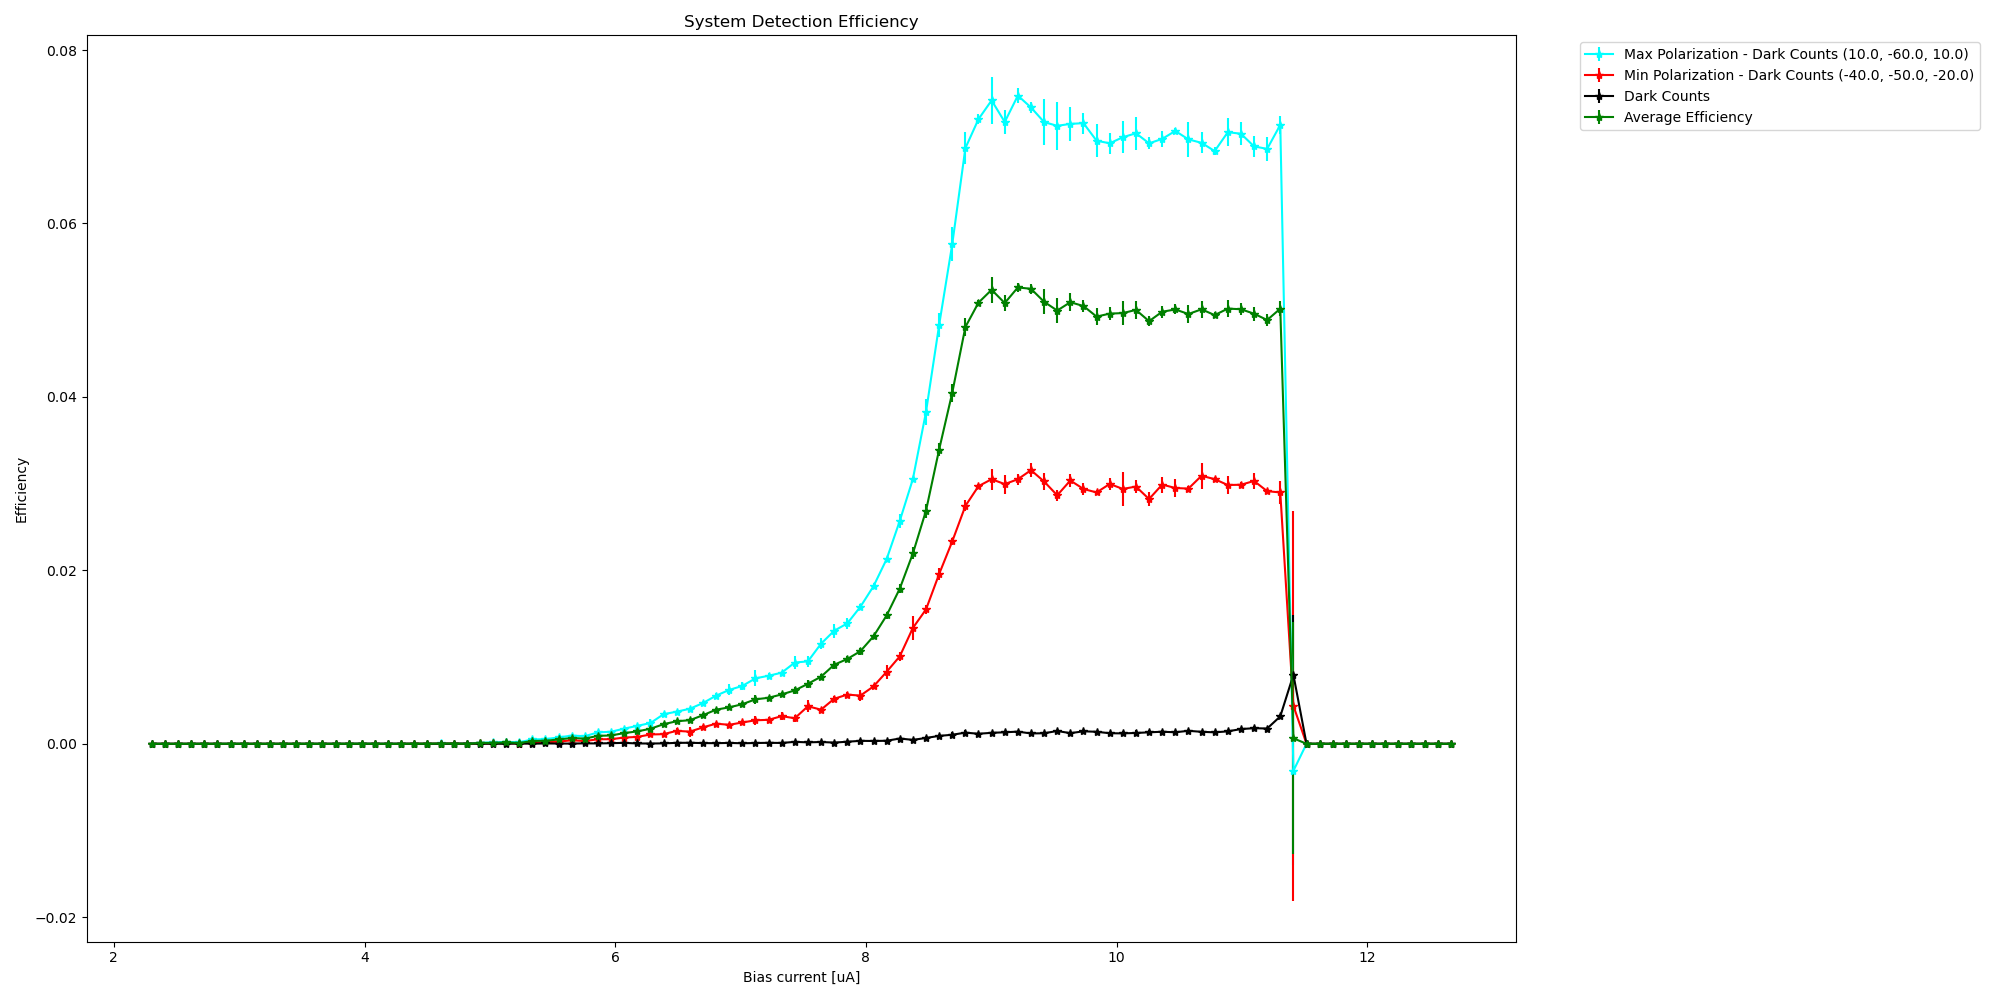 System Detection Efficiency
Max Polarization - Dark Counts (10.0, -60.0, 10.0)
Min Polarization - Dark Counts (-40.0, -50.0, -20.0)
Dark Counts
Average Efficiency
0.08
0.06
0.04
0.02
0.00
−0.02
Efficiency
2 4 6 8 10 12
Bias current [uA]